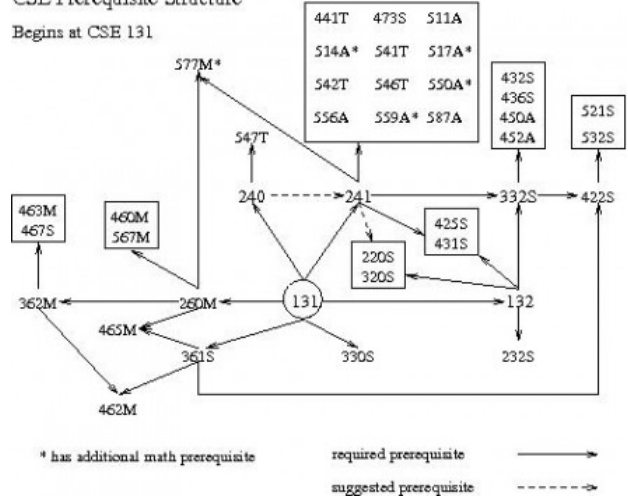 CSE Prerequisite Structure
Begins at CSE 131
441T 473S 511A
514A* 541T 517A*
542T 546T 550A*
556A 559A* 587A
577M*
432S
436S
450A
452A
521S
532S
547T
240 241 332S 422S
463M
467S
460M
567M
425S
431S
220S
320S
362M 260M 131 132
465M
361S 330S 232S
462M
* has additional math prerequisite
required prerequisite
suggested prerequisite